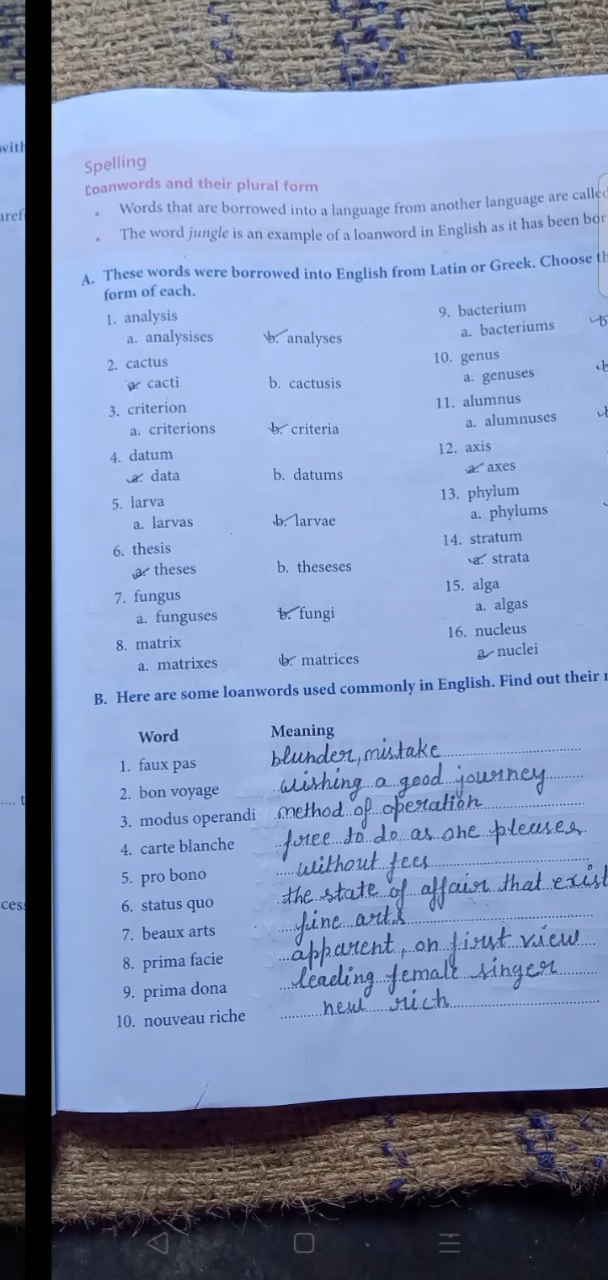 with
Spelling
Loanwords and their plural form
• Words that are borrowed into a language from another language are called
• The word jungle is an example of a loanword in English as it has been bor
A. These words were borrowed into English from Latin or Greek. Choose th
form of each.
1. analysis
a. analysises b. analyses
2. cactus
a. cacti b. cactusis
3. criterion
a. criterions b. criteria
4. datum
a. data b. datums
5. larva
a. larvas b. larvae
6. thesis
a. theses b. theseses
7. fungus
a. funguses b. fungi
8. matrix
a. matrixes b. matrices
9. bacterium
a. bacteriums
10. genus
a. genuses
11. alumnus
a. alumnuses
12. axis
a. axes
13. phylum
a. phylums
14. stratum
a. strata
15. alga
a. algas
16. nucleus
a. nuclei
B. Here are some loanwords used commonly in English. Find out their
Word Meaning
1. faux pas blunder, mistake
2. bon voyage wishing a good journey
3. modus operandi method of operation
4. carte blanche free to do as one pleases
5. pro bono without fees
6. status quo the state of affair that exist
7. beaux arts fine arts
8. prima facie apparent, on first view
9. prima dona leading female singer
10. nouveau riche new rich